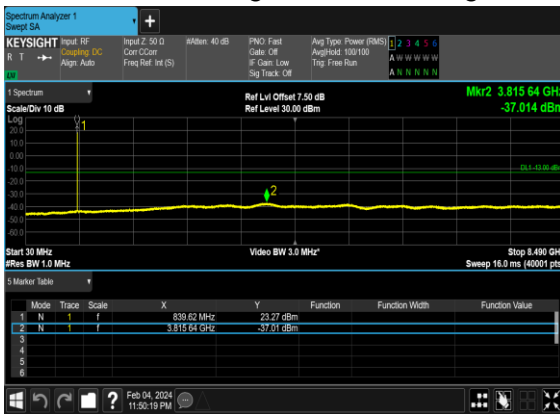 Spectrum Analyzer 1
Swept SA
KEYSIGHT Input: RF Input Z: 50 Ω #Atten: 40 dB PNO: Fast Avg Type: Power (RMS) 1 2 3 4 5 6
R T Coupling: DC Corr CCorr Gate: Off Avg|Hold: 100/100 A W W W W W
Align: Auto Freq Ref: Int (S) IF Gain: Low Trig: Free Run
LV Sig Track: Off A N N N N N
1 Spectrum Ref Lvl Offset 7.50 dB Mkr2 3.815 64 GHz
Scale/Div 10 dB Ref Level 30.00 dBm -37.014 dBm
Log
20.0
10.0
0.00
-10.0
-20.0
-30.0
-40.0
-50.0
-60.0
1
DL1 -13.00 dBm
2
Start 30 MHz Video BW 3.0 MHz* Stop 8.490 GHz
#Res BW 1.0 MHz Sweep 16.0 ms (40001 pts)
5 Marker Table
Mode Trace Scale X Y Function Function Width Function Value
1 N 1 f 839.62 MHz 23.27 dBm
2 N 1 f 3.815 64 GHz -37.01 dBm
3
4
5
6
? Feb 04, 2024
11:50:19 PM